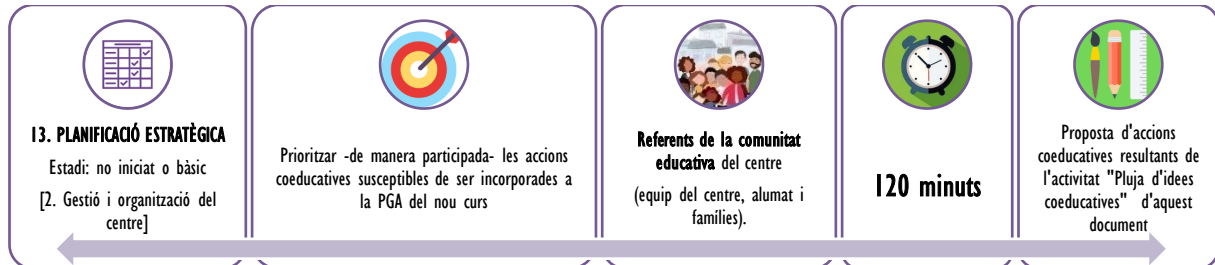 13. PLANIFICACIÓ ESTRATÈGICA
Estadi: no iniciat o bàsic
[2. Gestió i organització del
centre]
Prioritzar -de manera participada- les accions
coeducatives susceptibles de ser incorporades a
la PGA del nou curs
Referents de la comunitat
educativa del centre
(equip del centre, alumat i
famílies).
120 minuts
Proposta d'accions
coeducatives resultants de
l'activitat "Pluja d'idees
coeducatives" d'aquest
document